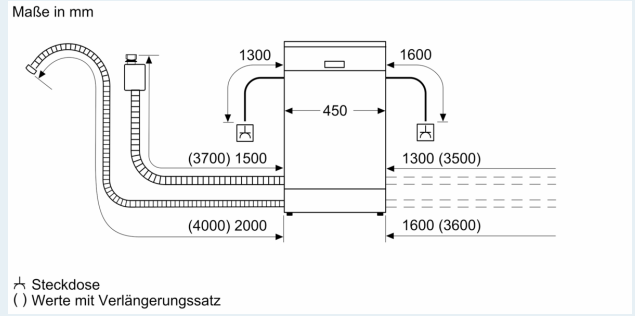 Maße in mm
1300
1600
450
(3700) 1500
1300 (3500)
(4000) 2000
1600 (3600)
Steckdose
( ) Werte mit Verlängerungssatz